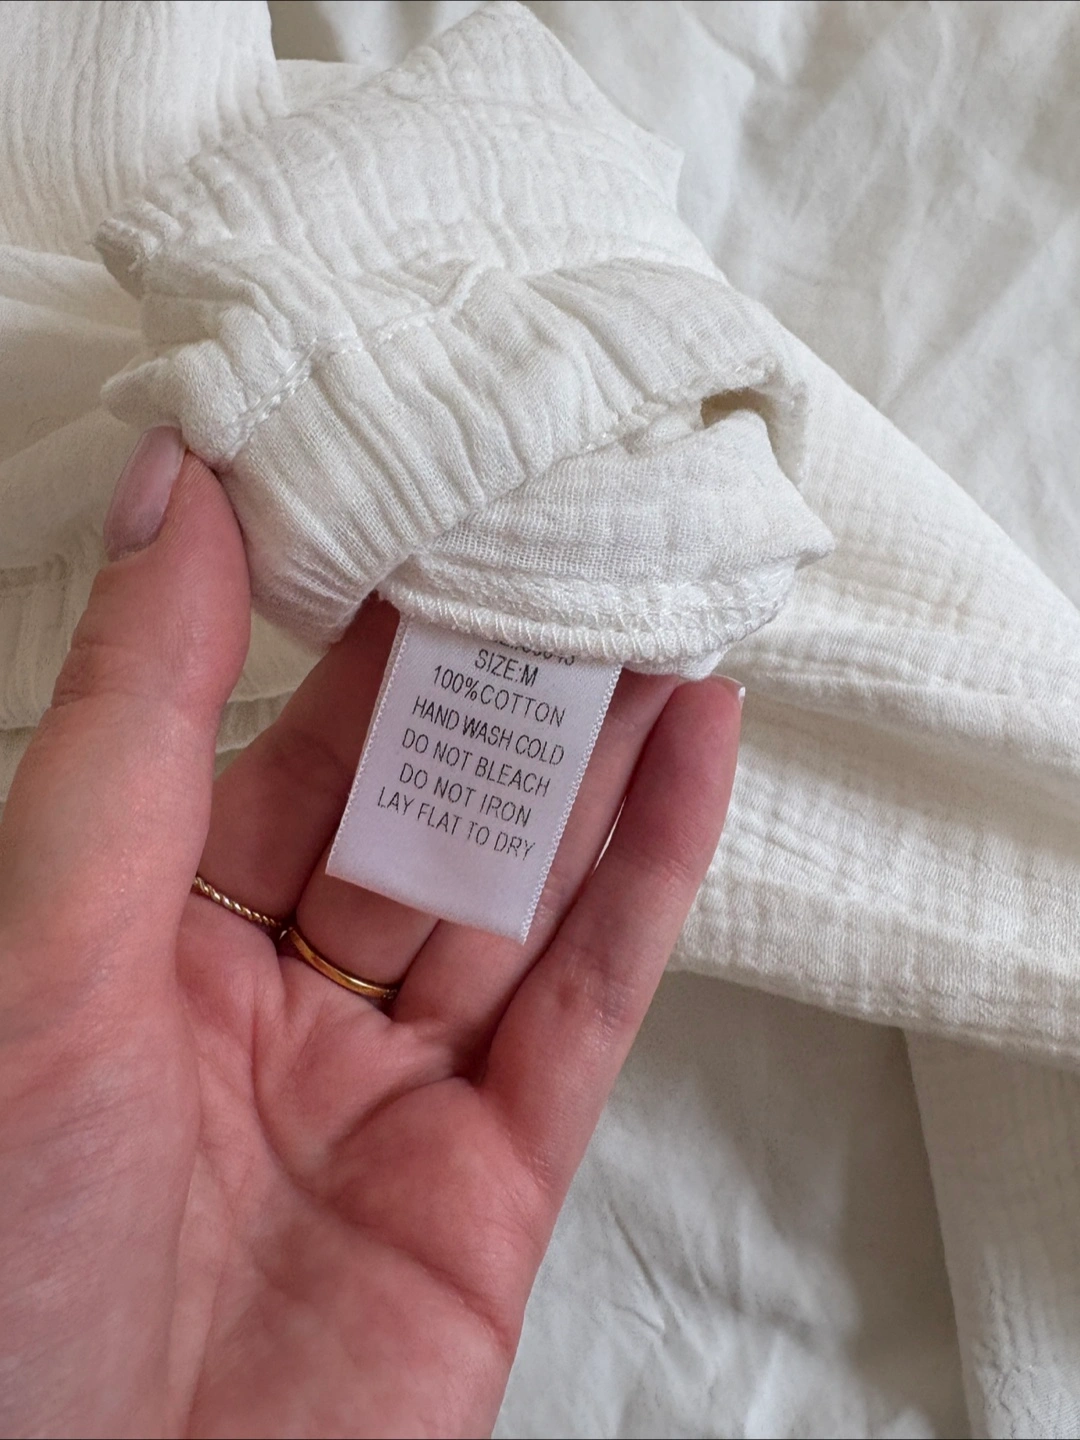 SIZE:M
100%COTTON
HAND WASH COLD
DO NOT BLEACH
DO NOT IRON
LAY FLAT TO DRY